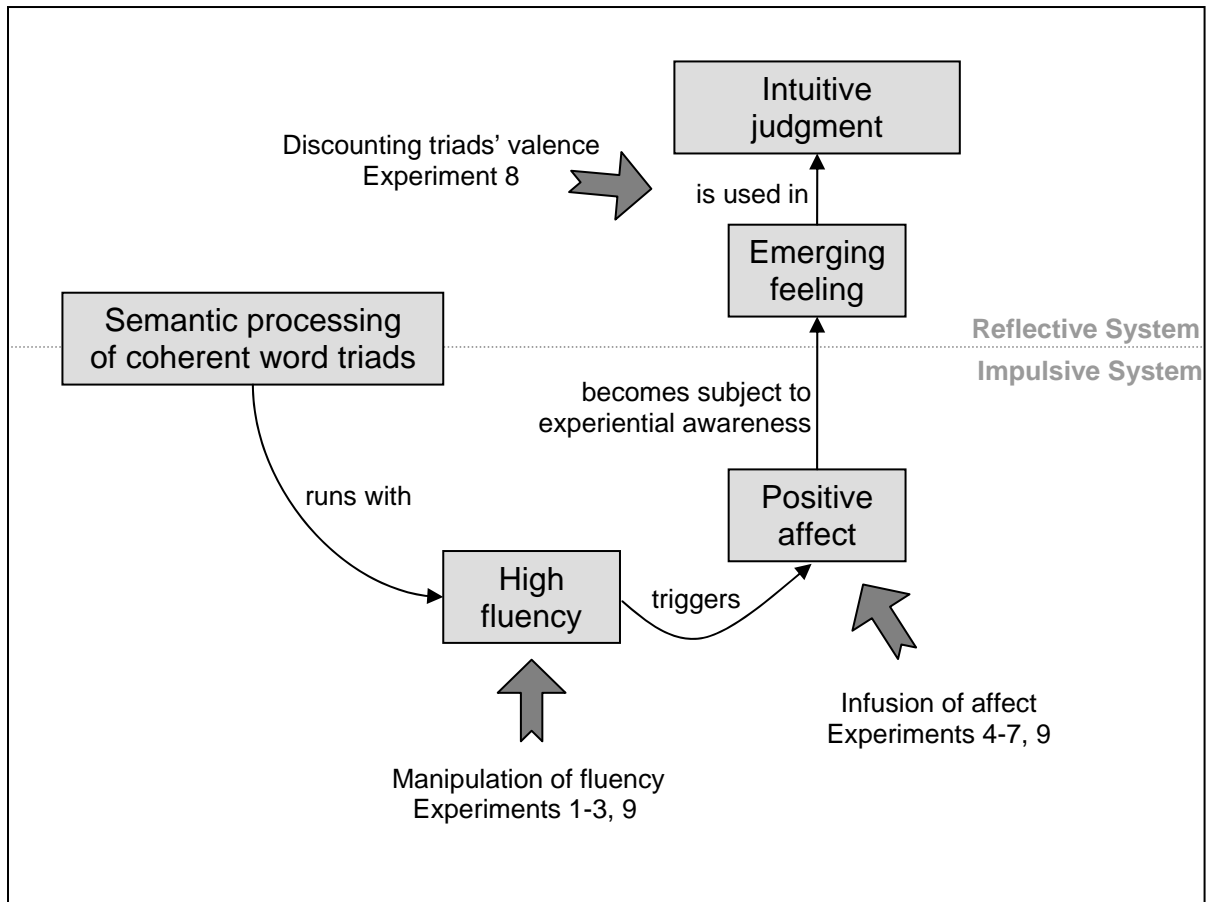 Intuitive
judgment
Discounting triads’ valence
Experiment 8
is used in
Emerging
feeling
Semantic processing
of coherent word triads
Reflective System
Impulsive System
becomes subject to
experiential awareness
runs with
Positive
affect
High
fluency
triggers
Infusion of affect
Experiments 4-7, 9
Manipulation of fluency
Experiments 1-3, 9